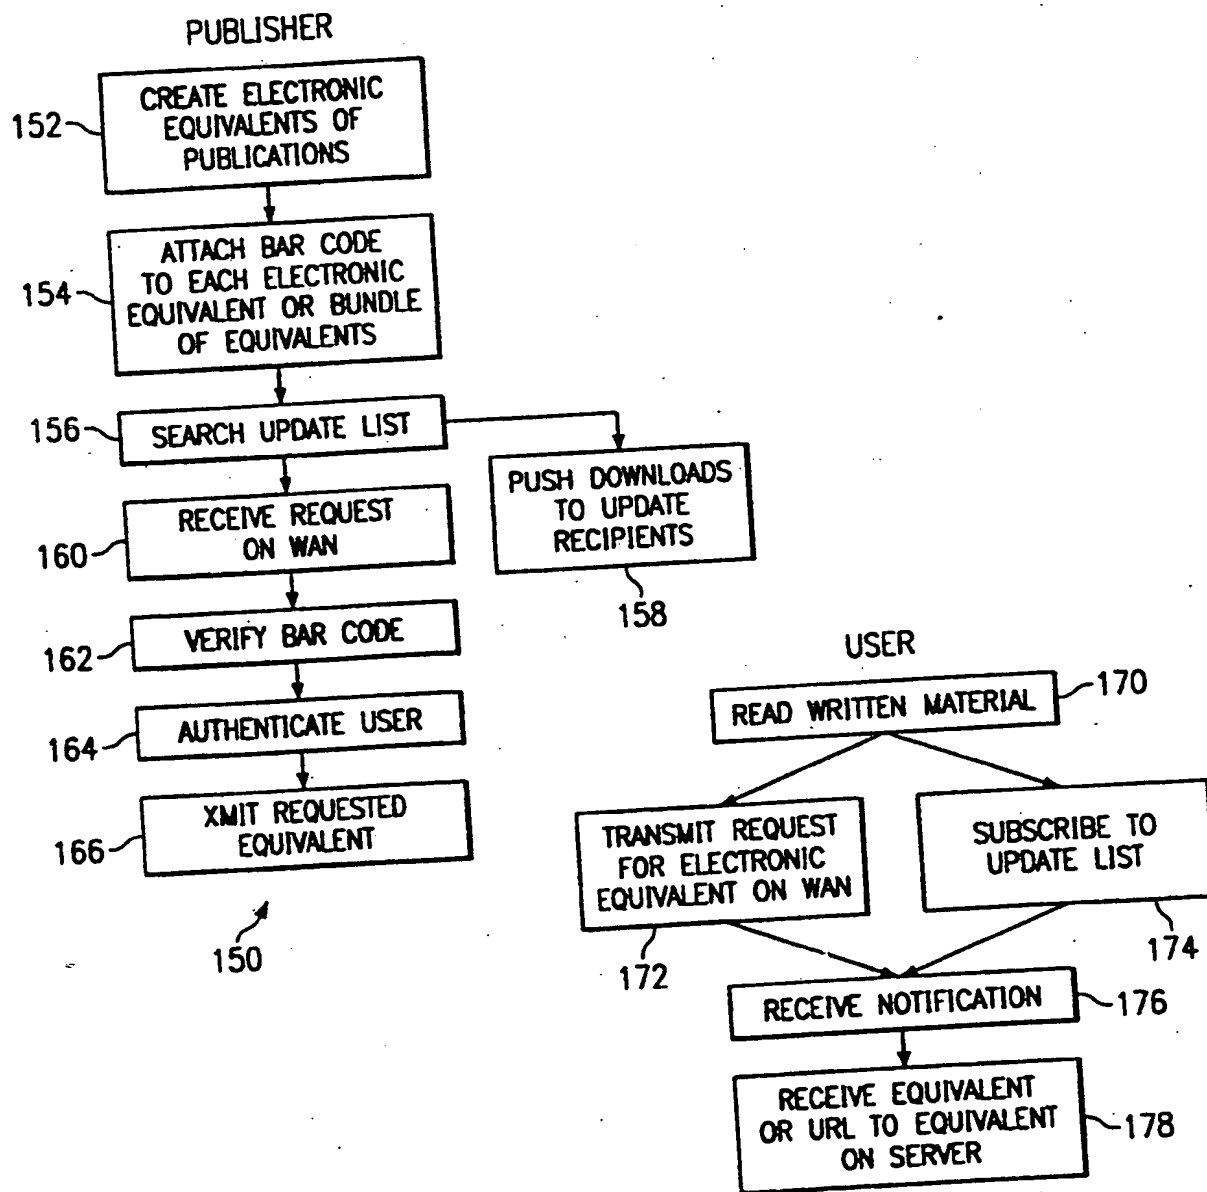 PUBLISHER
152
CREATE ELECTRONIC
EQUIVALENTS OF
PUBLICATIONS
154
ATTACH BAR CODE
TO EACH ELECTRONIC
EQUIVALENT OR BUNDLE
OF EQUIVALENTS
156
SEARCH UPDATE LIST
PUSH DOWNLOADS
TO UPDATE
RECIPIENTS
158
160
RECEIVE REQUEST
ON WAN
162
VERIFY BAR CODE
164
AUTHENTICATE USER
166
XMIT REQUESTED
EQUIVALENT
150
USER
READ WRITTEN MATERIAL
170
TRANSMIT REQUEST
FOR ELECTRONIC
EQUIVALENT ON WAN
172
SUBSCRIBE TO
UPDATE LIST
174
RECEIVE NOTIFICATION
176
RECEIVE EQUIVALENT
OR URL TO EQUIVALENT
ON SERVER
178